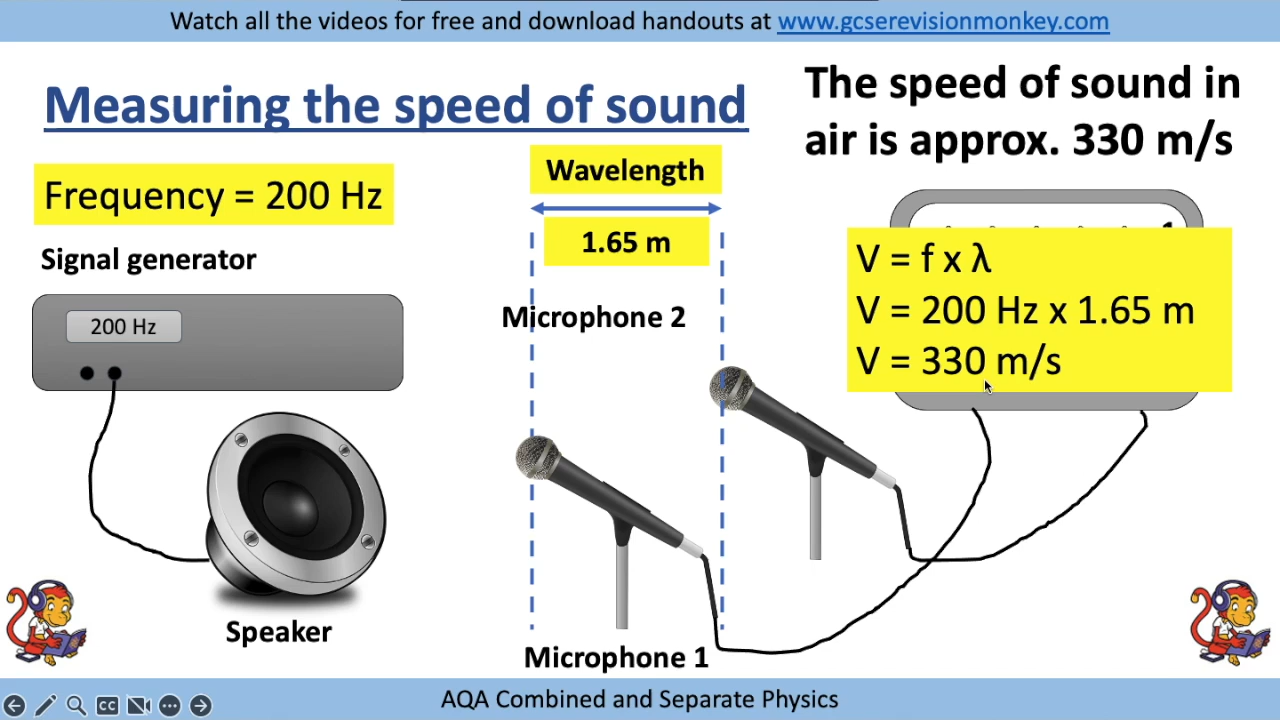 Watch all the videos for free and download handouts at www.gcserevisionmonkey.com
Measuring the speed of sound
The speed of sound in
air is approx. 330 m/s
Frequency = 200 Hz
Wavelength
1.65 m
Signal generator
200 Hz
Microphone 2
V = f x λ
V = 200 Hz x 1.65 m
V = 330 m/s
Speaker
Microphone 1
AQA Combined and Separate Physics
CC